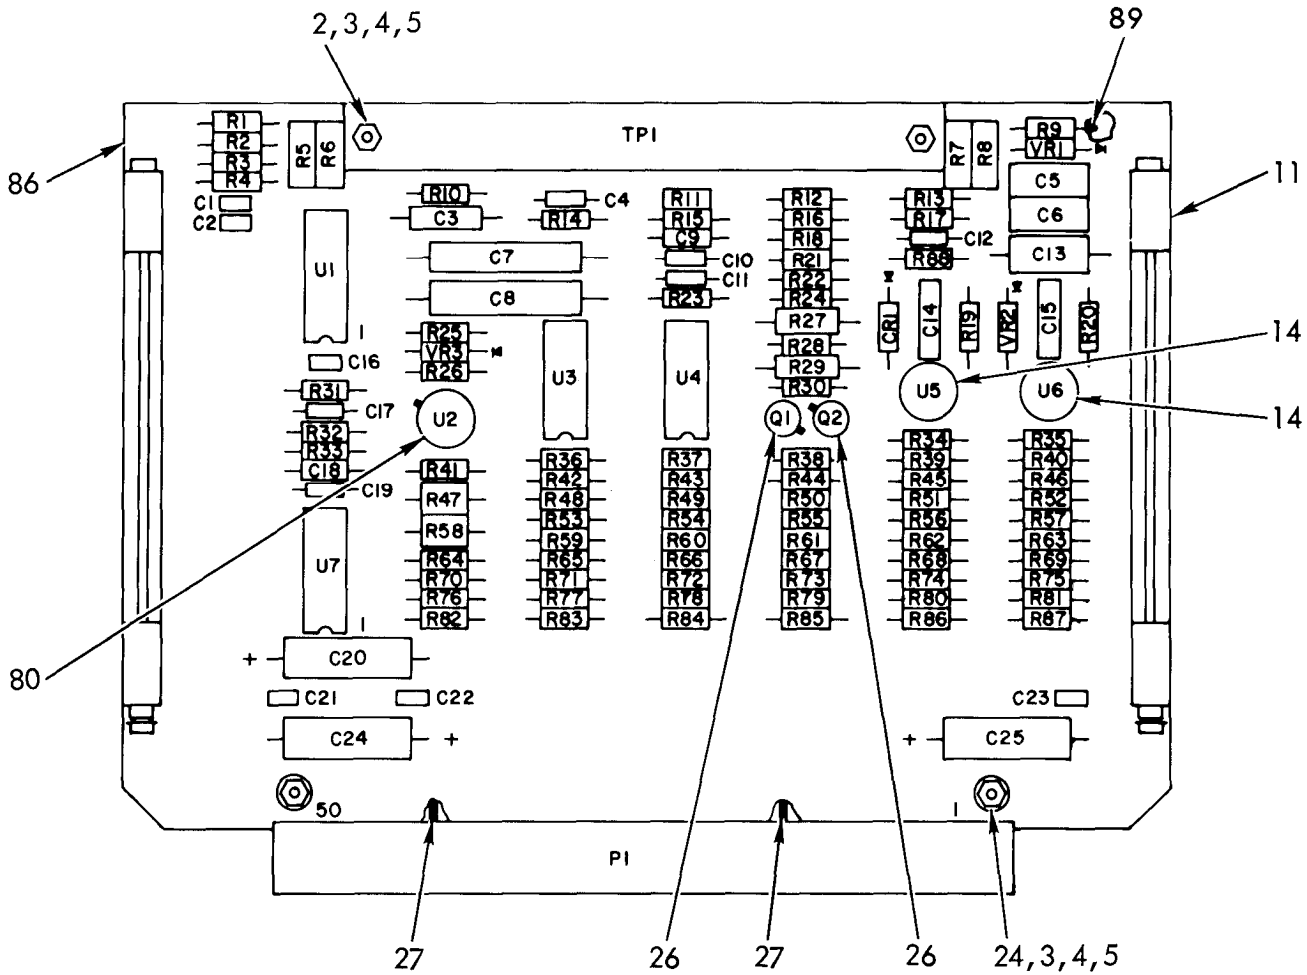 2, 3, 4, 5
89
86
11
14
14
80
27
26
27
26
24, 3, 4, 5
TP1
R1
R2
R3
R4
R5
R6
R7
R8
R9
VR1
C1
C2
R10
C3
C4
R14
R11
R15
C9
C10
C11
R23
R12
R16
R18
R21
R22
R24
R27
R28
R29
R30
R13
R17
C12
R88
C5
C6
C13
U1
1
C7
C8
C16
R25
VR3
R26
U3
U4
CR1
C14
R19
VR2
C15
R20
R31
C17
R32
R33
C18
C19
U2
Q1
Q2
U5
U6
U7
1
R41
R47
R58
R64
R70
R76
R82
R36
R42
R48
R53
R59
R65
R71
R77
R83
R37
R43
R49
R54
R60
R66
R72
R78
R84
R38
R44
R50
R55
R61
R67
R73
R79
R85
R34
R39
R45
R51
R56
R62
R68
R74
R80
R86
R35
R40
R46
R52
R57
R63
R69
R75
R81
R87
+ C20
C21
C22
C23
C24 +
+ C25
50
1
P1